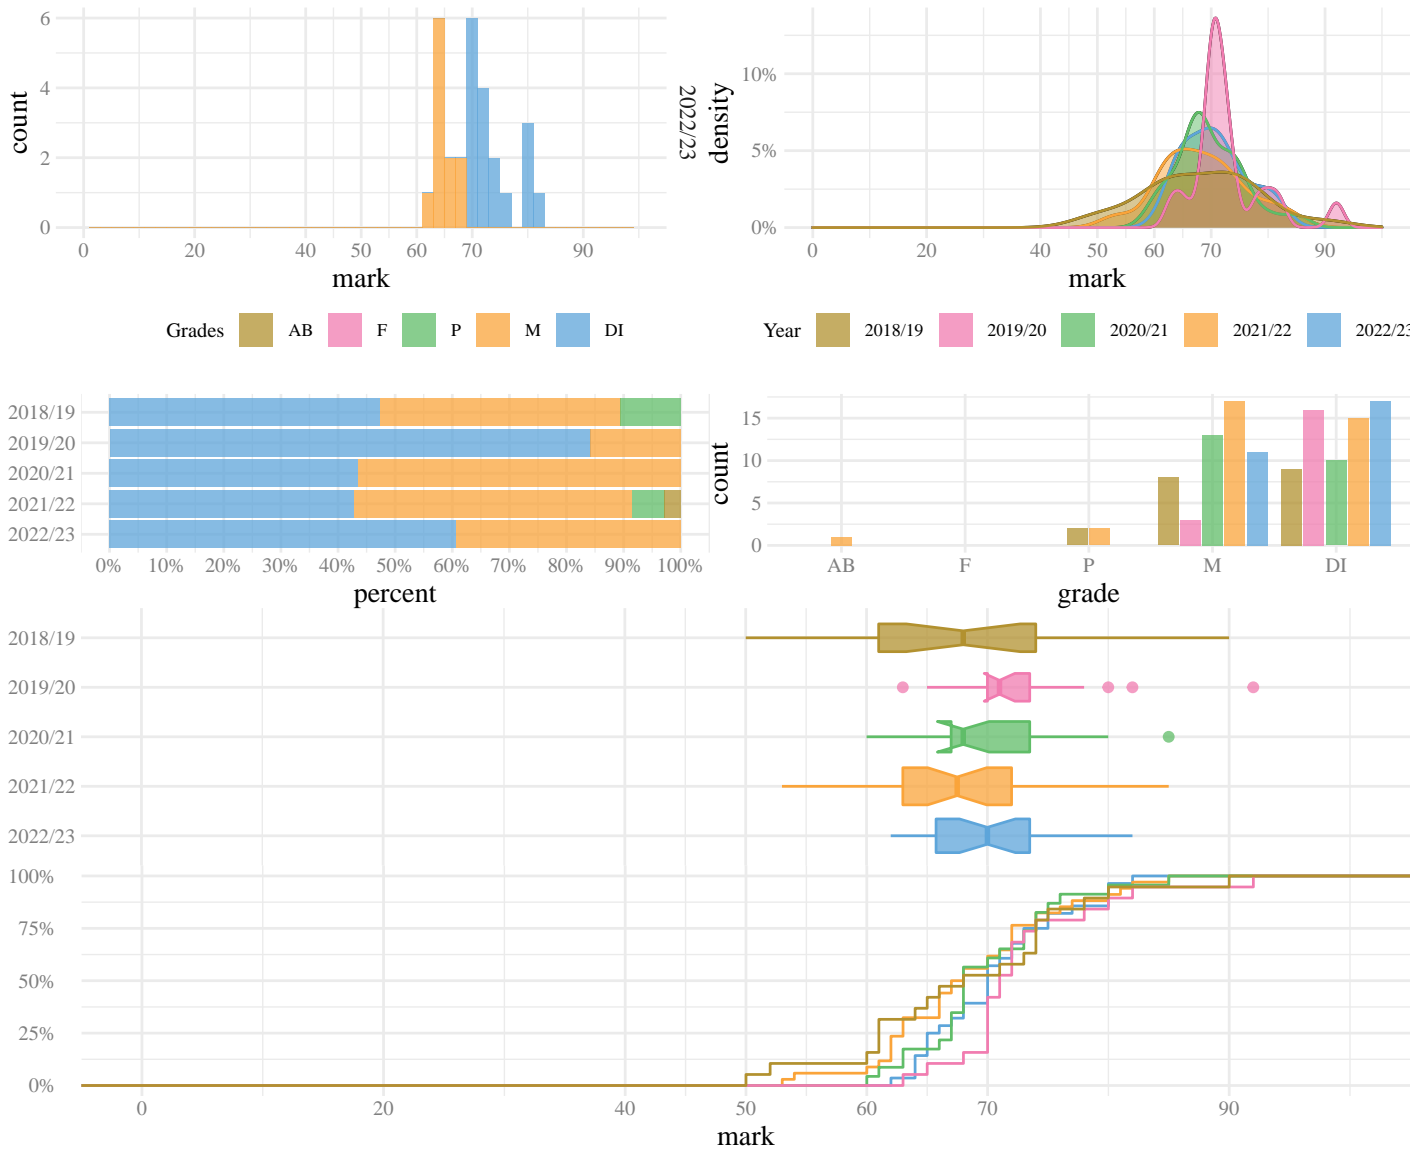 6
4
2
0
count
0 20 40 50 60 70 90
mark
2022/23
10%
5%
0%
density
0 20 40 50 60 70 90
mark
Grades AB F P M DI
Year 2018/19 2019/20 2020/21 2021/22 2022/23
2018/19
2019/20
2020/21
2021/22
2022/23
0% 10% 20% 30% 40% 50% 60% 70% 80% 90% 100%
percent
15
10
5
0
count
AB F P M DI
grade
2018/19
2019/20
2020/21
2021/22
2022/23
100%
75%
50%
25%
0%
0 20 40 50 60 70 90
mark